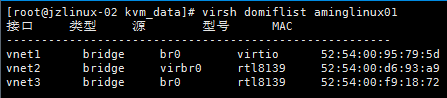 [root@jzlinux-02 kvm_data]# virsh domiflist aminglinux01
接口 类型 源 型号 MAC
-------------------------------------------------------
vnet1 bridge br0 virtio 52:54:00:95:79:5d
vnet2 bridge virbr0 rtl8139 52:54:00:d6:93:a9
vnet3 bridge br0 rtl8139 52:54:00:f9:18:72